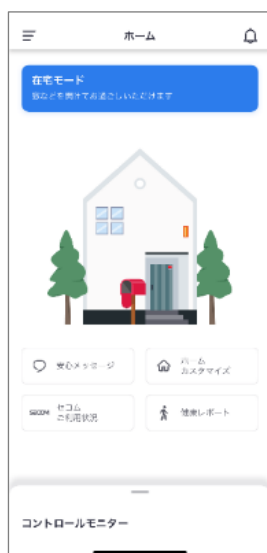 ホーム
在宅モード
窓などを開けてお過ごしいただけます
安心メッセージ
ホーム
カスタマイズ
SECOM
セコム
ご利用状況
健康レポート
コントロールモニター